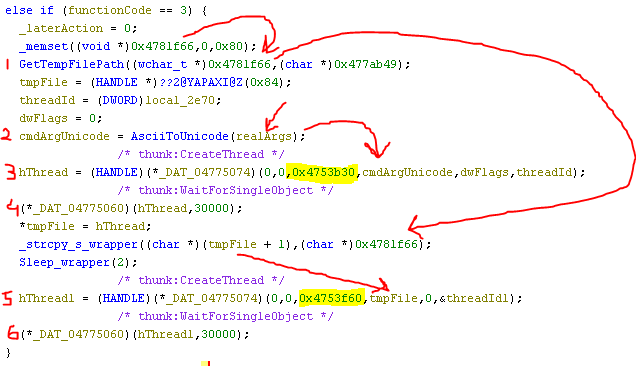 else if (functionCode == 3) {
_laterAction = 0;
_memset((void *)0x4781f66,0,0x80);
1 GetTempFilePath((wchar_t *)0x4781f66,(char *)0x477ab49);
tmpFile = (HANDLE *)??2@YAPAXI@Z(0x84);
threadId = (DWORD)local_2e70;
dwFlags = 0;
2 cmdArgUnicode = AsciiToUnicode(realArgs);
/* thunk:CreateThread */
3 hThread = (HANDLE)(*_DAT_04775074)(0,0,0x4753b30,cmdArgUnicode,dwFlags,threadId);
/* thunk:WaitForSingleObject */
4 (*_DAT_04775060)(hThread,30000);
*tmpFile = hThread;
_strcpy_s_wrapper((char *)(tmpFile + 1),(char *)0x4781f66);
Sleep_wrapper(2);
/* thunk:CreateThread */
5 hThread1 = (HANDLE)(*_DAT_04775074)(0,0,0x4753f60,tmpFile,0,&threadId1);
/* thunk:WaitForSingleObject */
6 (*_DAT_04775060)(hThread1,30000);
}